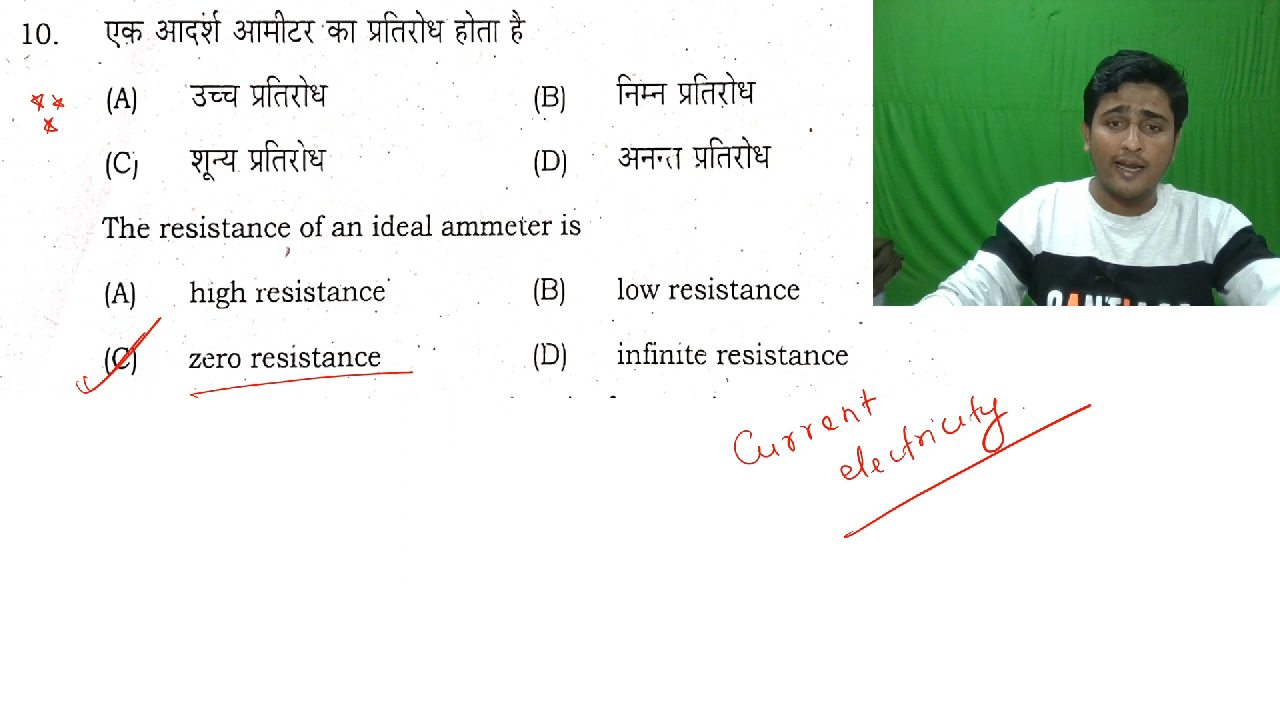 10. एक आदर्श आमीटर का प्रतिरोध होता है
(A) उच्च प्रतिरोध (B) निम्न प्रतिरोध
(C) शून्य प्रतिरोध (D) अनन्त प्रतिरोध
The resistance of an ideal ammeter is
(A) high resistance (B) low resistance
(C) zero resistance (D) infinite resistance
Current
electricity